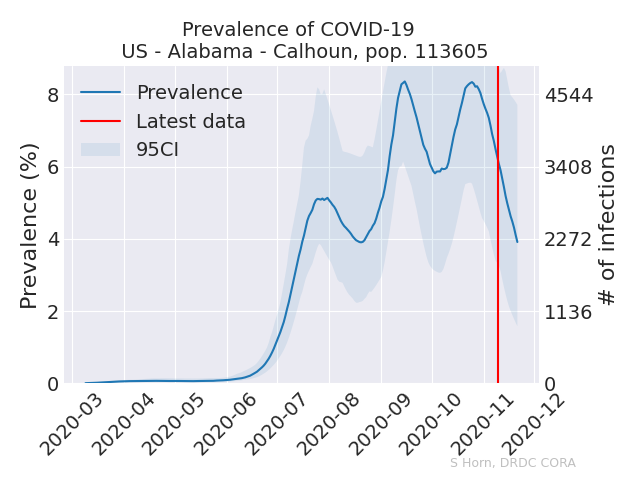 Prevalence of COVID-19
US - Alabama - Calhoun, pop. 113605
Prevalence
Latest data
95CI
Prevalence (%)
8
6
4
2
0
4544
3408
2272
1136
0
# of infections
2020-03
2020-04
2020-05
2020-06
2020-07
2020-08
2020-09
2020-10
2020-11
2020-12
S Horn, DRDC CORA